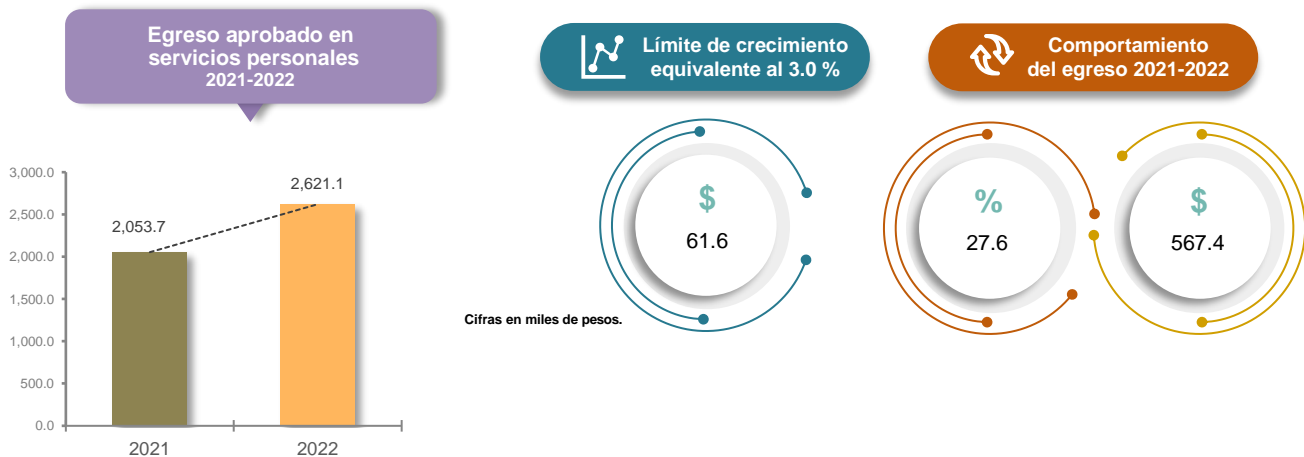 Egreso aprobado en
servicios personales
2021-2022
3,000.0
2,500.0
2,000.0
1,500.0
1,000.0
500.0
0.0
2,053.7
2,621.1
2021
2022
Límite de crecimiento
equivalente al 3.0 %
$
61.6
Cifras en miles de pesos.
Comportamiento
del egreso 2021-2022
%
27.6
$
567.4